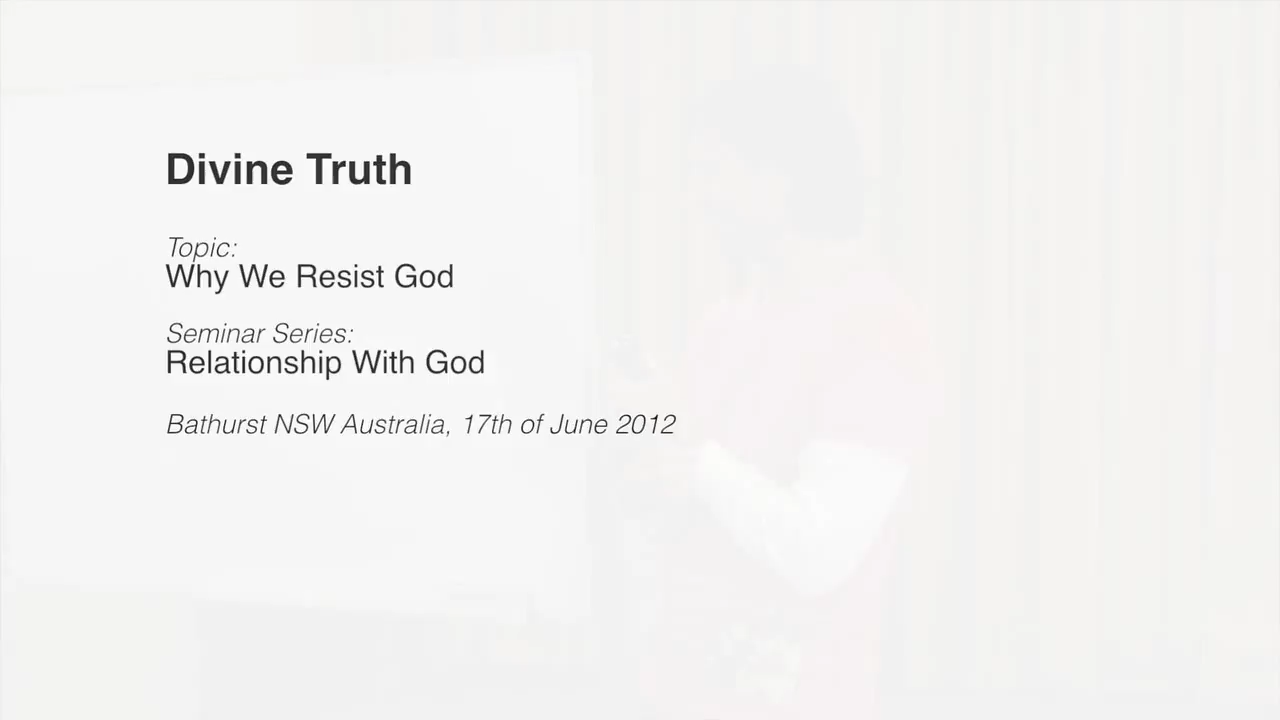 Divine Truth
Topic:
Why We Resist God
Seminar Series:
Relationship With God
Bathurst NSW Australia, 17th of June 2012